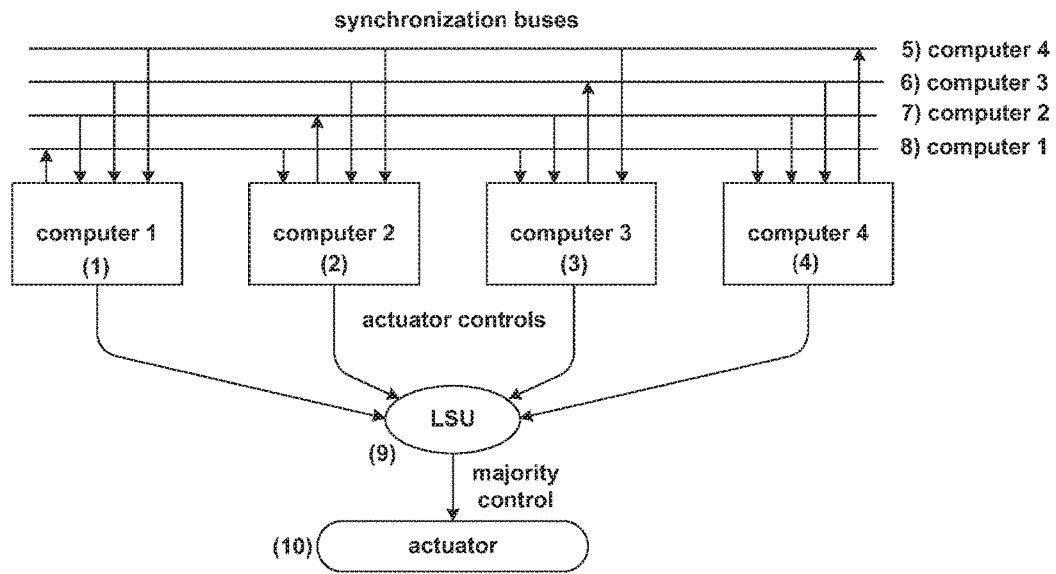 synchronization buses
5) computer 4
6) computer 3
7) computer 2
8) computer 1
computer 1
(1)
computer 2
(2)
computer 3
(3)
computer 4
(4)
actuator controls
LSU
(9)
majority
control
(10)
actuator